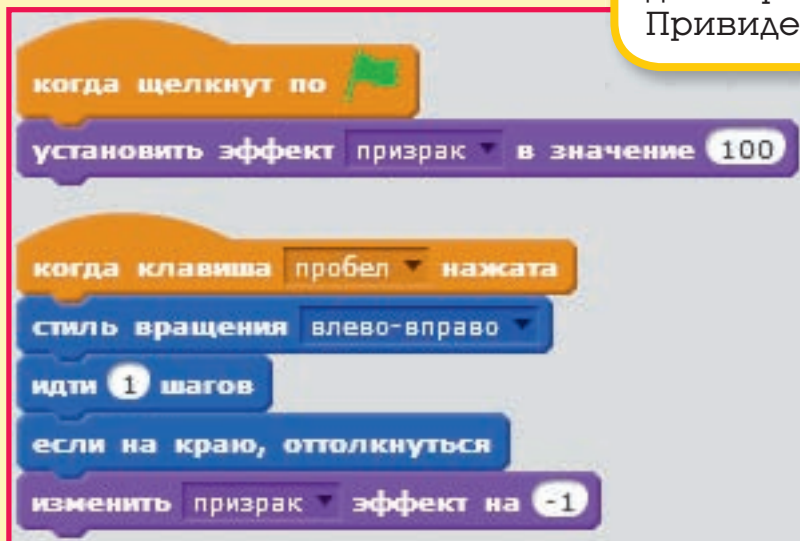 Привиде
когда щелкнут по
установить эффект призрак в значение 100
когда клавиша пробел нажата
стиль вращения влево-вправо
идти 1 шагов
если на краю, оттолкнуться
изменить призрак эффект на -1